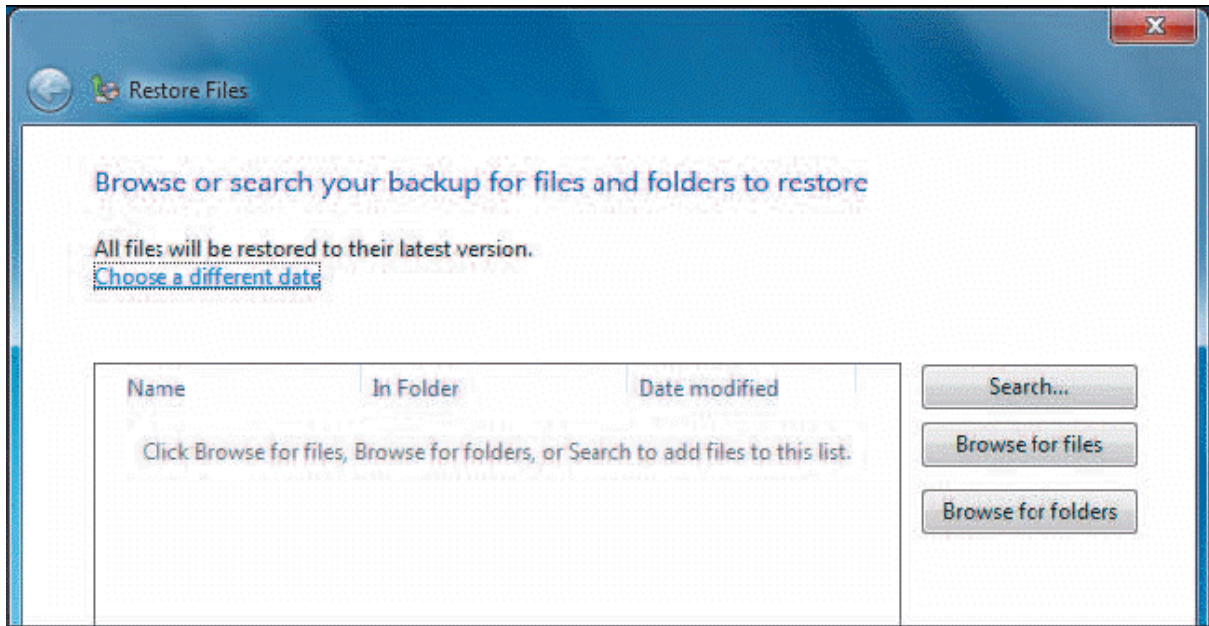 Restore Files
Browse or search your backup for files and folders to restore
All files will be restored to their latest version.
Choose a different date
Name In Folder Date modified
Click Browse for files, Browse for folders, or Search to add files to this list.
Search...
Browse for files
Browse for folders